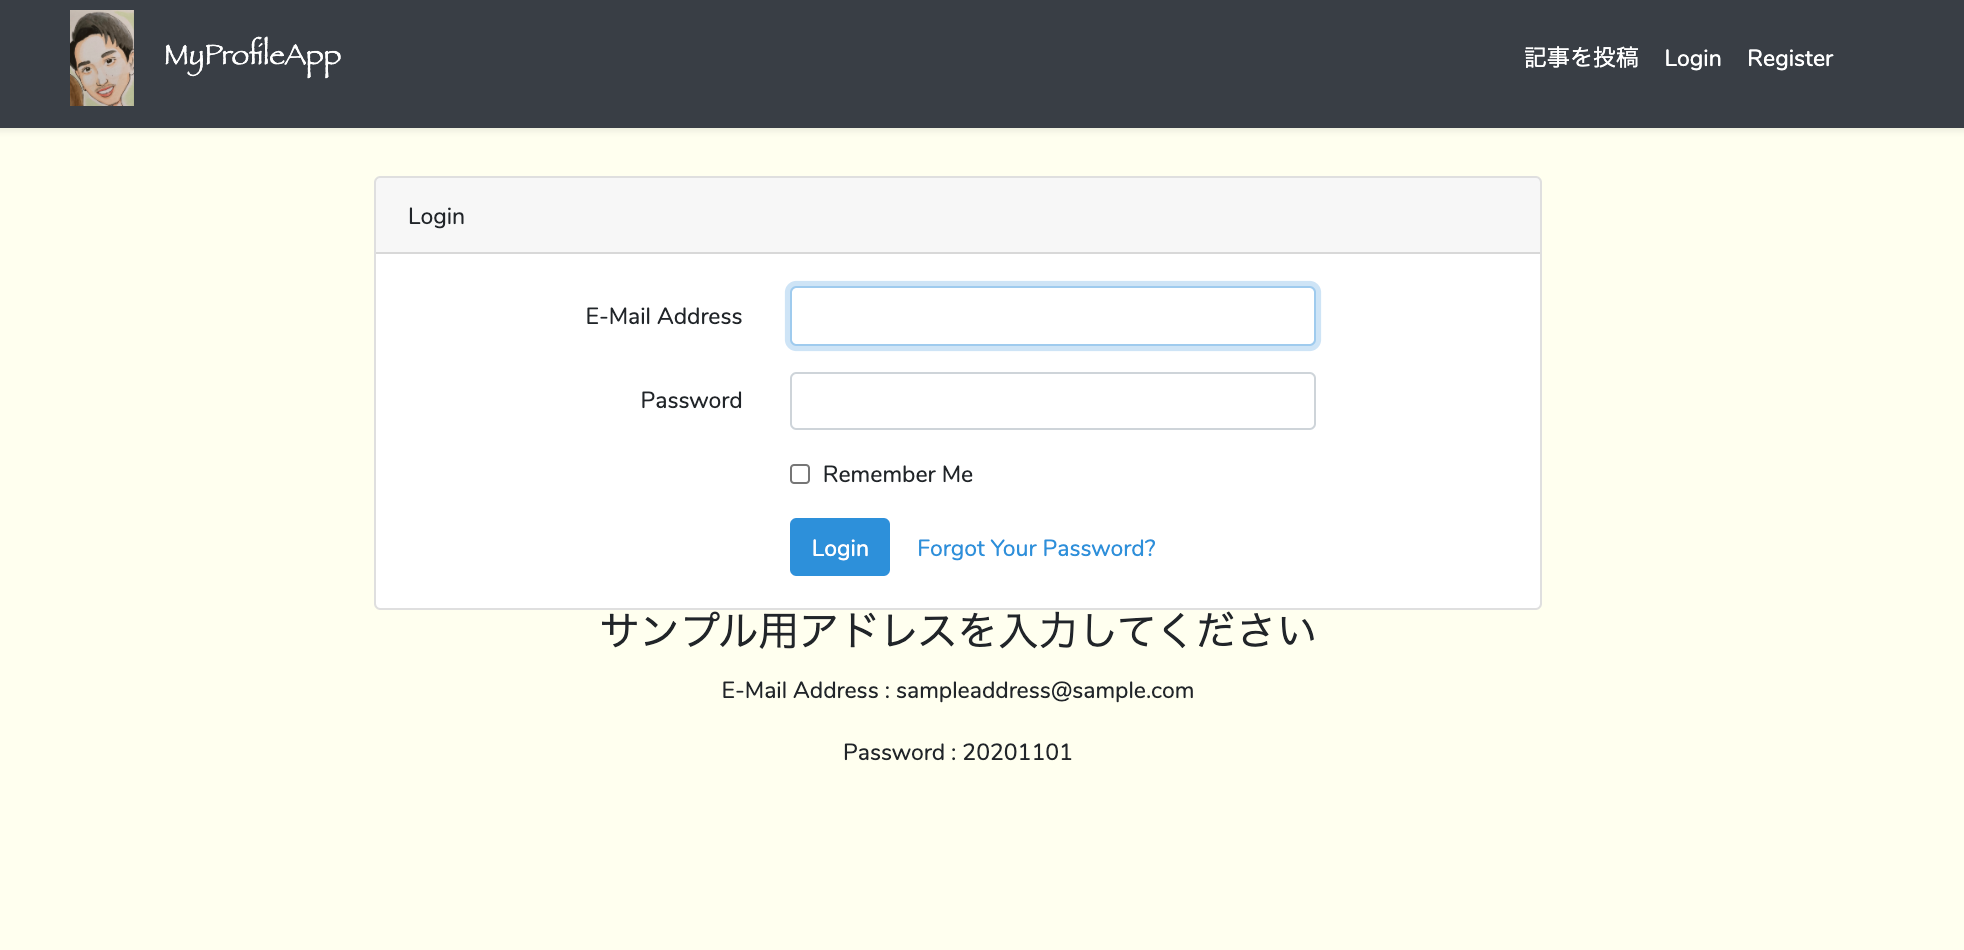 MyProfileApp
記事を投稿 Login Register
Login
E-Mail Address
Password
Remember Me
Login Forgot Your Password?
サンプル用アドレスを入力してください
E-Mail Address : sampleaddress@sample.com
Password : 20201101